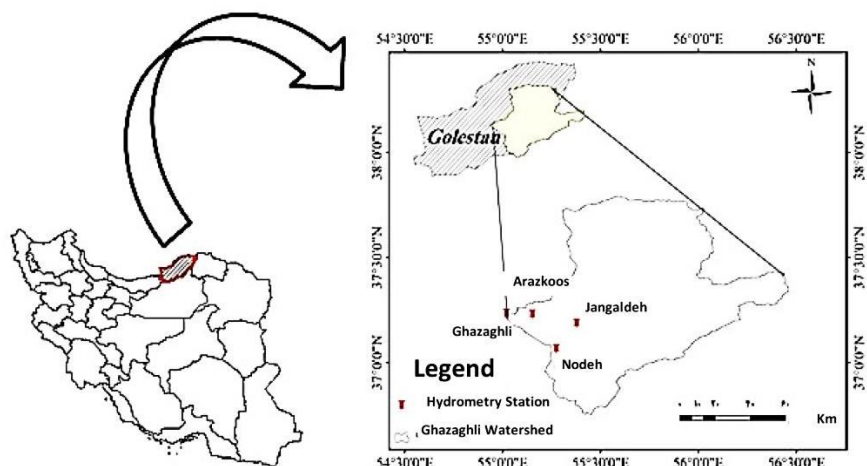 54°30'0"E 55°0'0"E 55°30'0"E 56°0'0"E 56°30'0"E
N
Golestan
38°0'0"N
38°0'0"N
37°30'0"N
37°30'0"N
Arazkoos
Jangaldeh
Ghazaghli
Nodeh
37°0'0"N
37°0'0"N
Legend
Hydrometry Station
Ghazaghli Watershed
Km
54°30'0"E 55°0'0"E 55°30'0"E 56°0'0"E 56°30'0"E